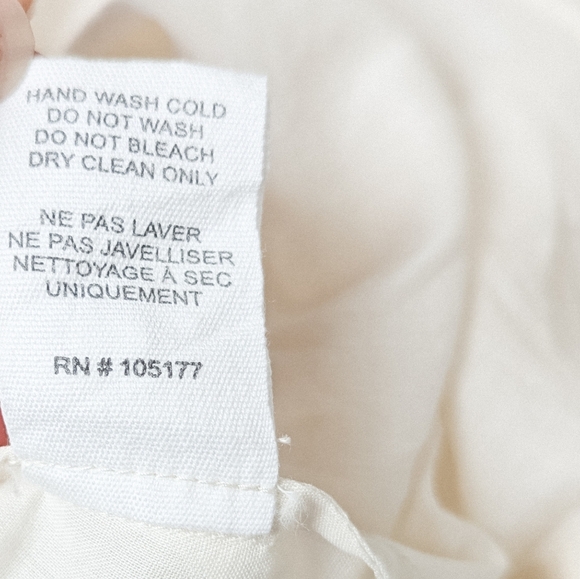 HAND WASH COLD
DO NOT WASH
DO NOT BLEACH
DRY CLEAN ONLY
NE PAS LAVER
NE PAS JAVELLISER
NETTOYAGE À SEC
UNIQUEMENT
RN # 105177